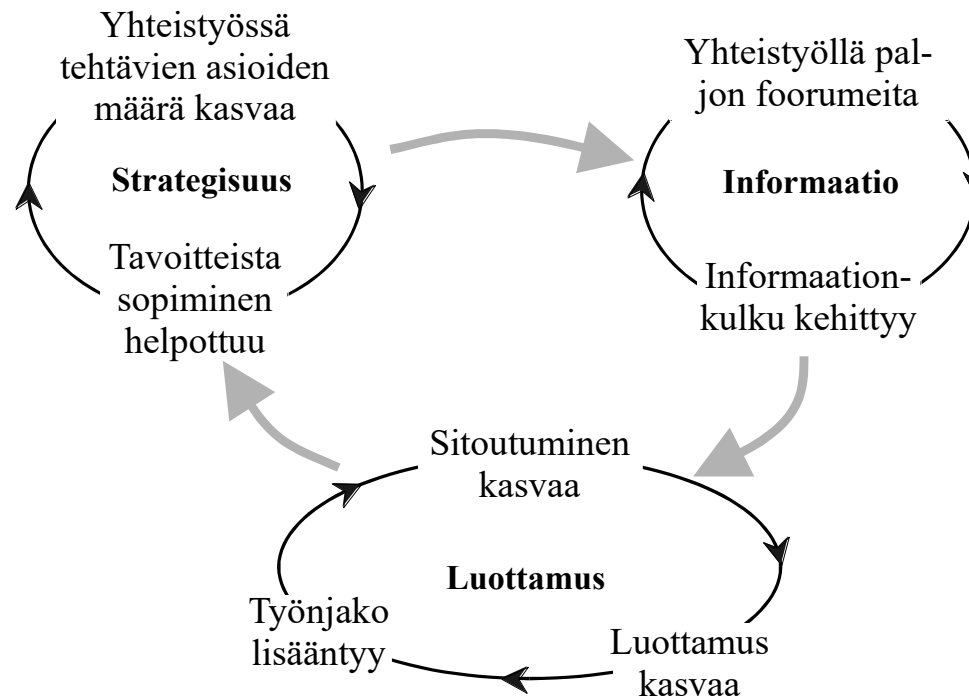 Yhteistyössä
tehtävien asioiden
määrä kasvaa
Strategisuus
Tavoitteista
sopiminen
helpottuu
Yhteistyöllä pal-
jon foorumeita
Informaatio
Informaation-
kulku kehittyy
Sitoutuminen
kasvaa
Luottamus
Työnjako
lisääntyy
Luottamus
kasvaa